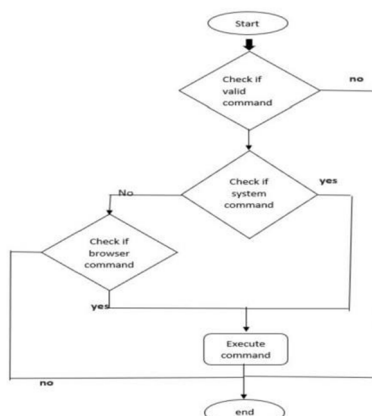 Start
Check if
valid
command
no
Check if
system
command
yes
No
Check if
browser
command
yes
Execute
command
no
end